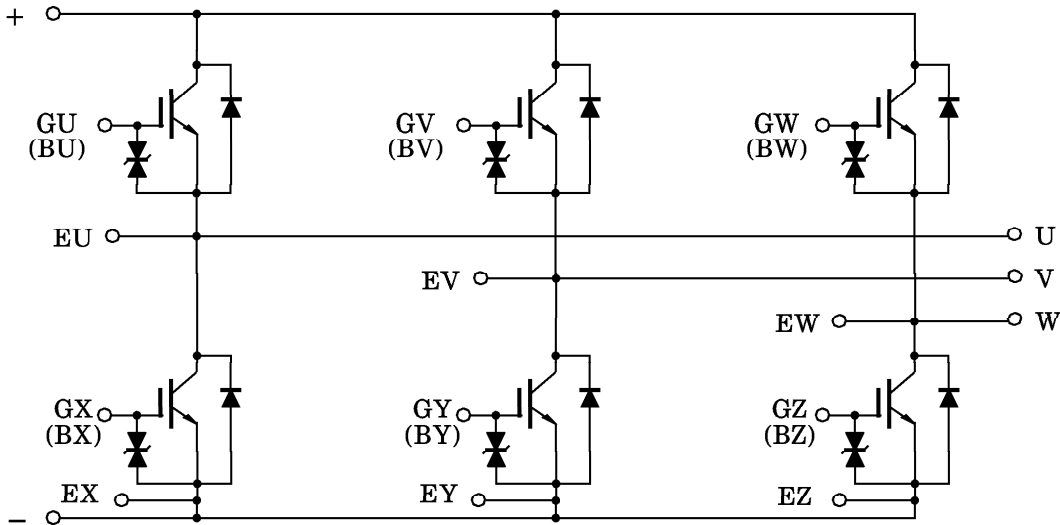 +
GU
(BU)
GV
(BV)
GW
(BW)
EU
U
EV
V
EW
W
GX
(BX)
GY
(BY)
GZ
(BZ)
EX
EY
EZ
−